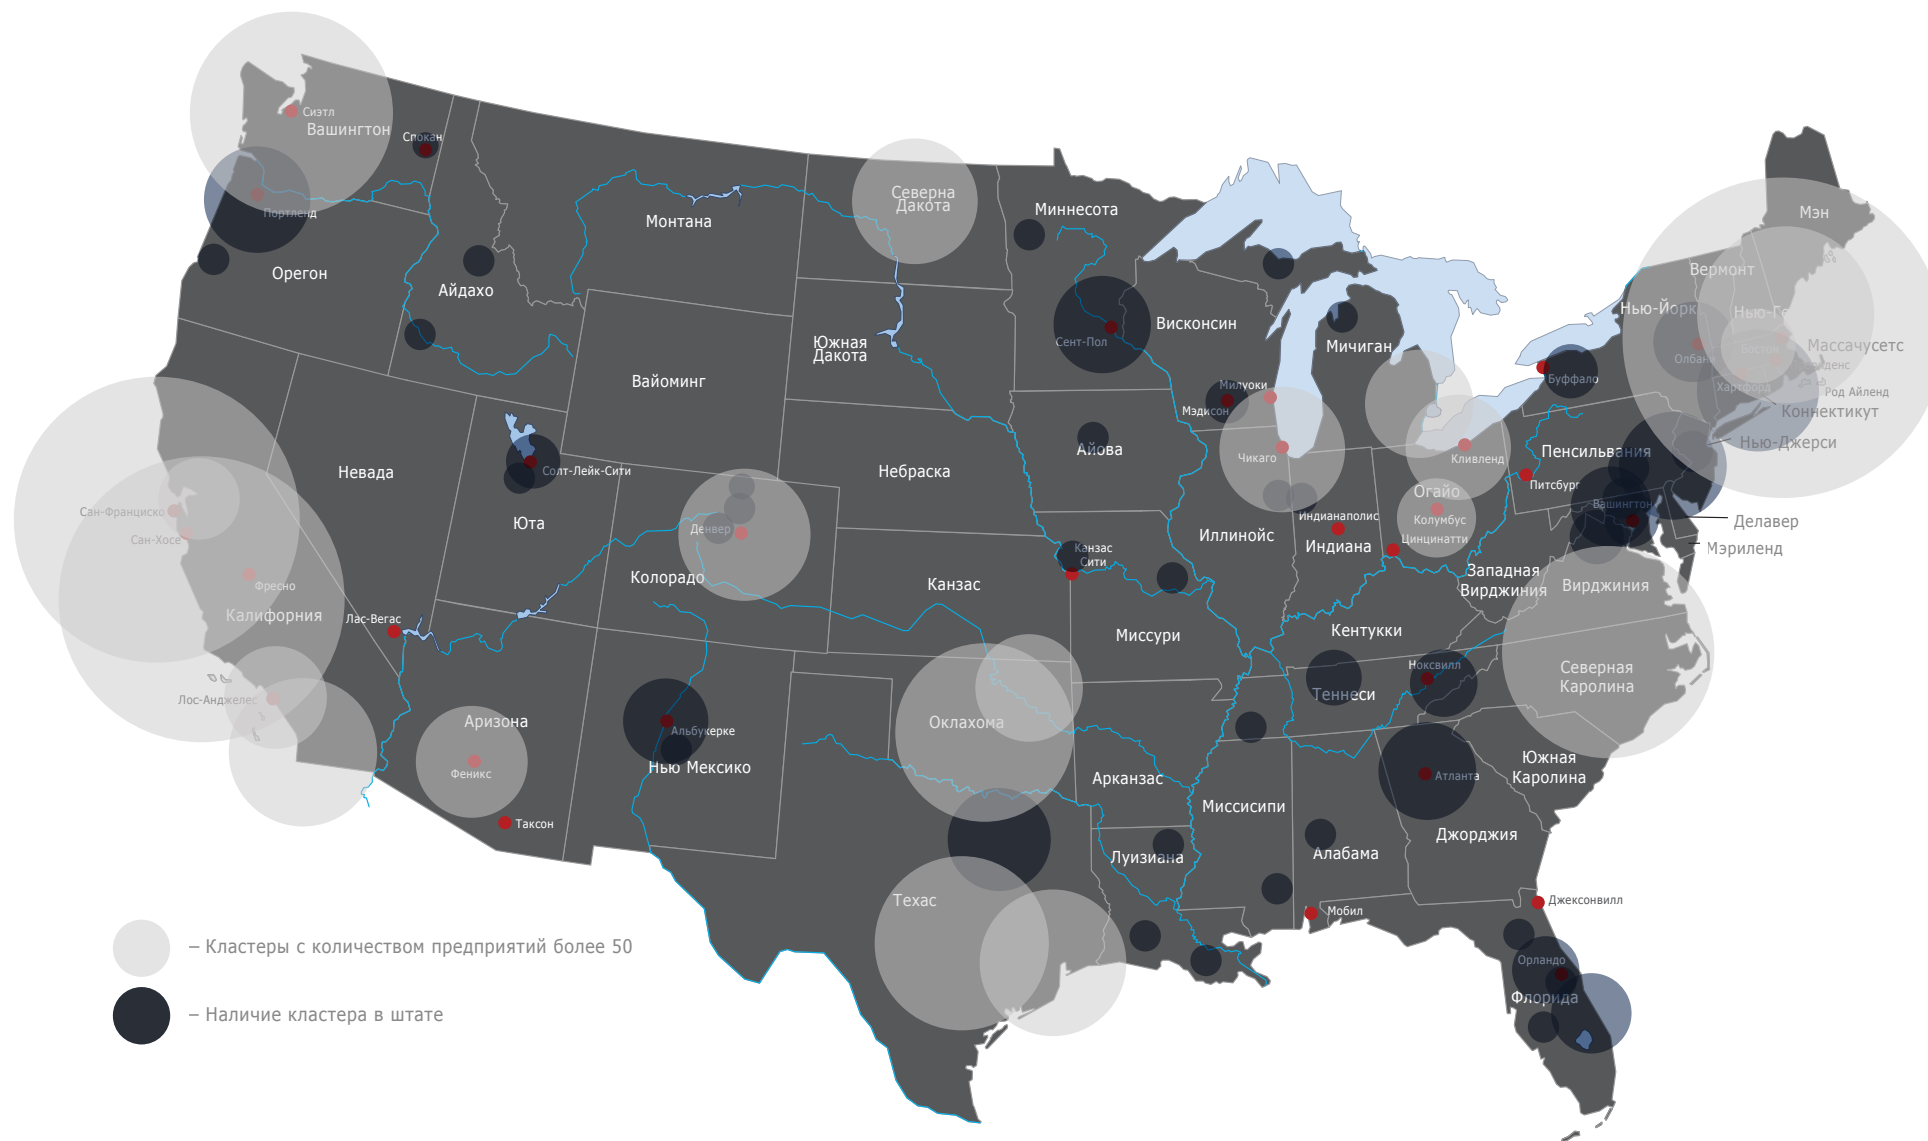 Сиэтл
Вашингтон
Спокан
Портленд
Орегон
Айдахо
Монтана
Северна
Дакота
Миннесота
Сент-Пол
Висконсин
Мичиган
Милуоки
Мэдисон
Чикаго
Южная
Дакота
Вайоминг
Небраска
Айова
Невада
Солт-Лейк-Сити
Юта
Денвер
Колорадо
Канзас
Канзас
Сити
Миссури
Иллинойс
Индианаполис
Индиана
Цинцинатти
Колумбус
Огайо
Кливленд
Питсбург
Пенсильвания
Буффало
Мэн
Вермонт
Нью-Йорк
Нью-Ге
Олбани
Бостон
Массачусетс
Хартфорд
Род Айленд
Коннектикут
Нью-Джерси
Вашингтон
Делавер
Мэриленд
Западная
Вирджиния
Вирджиния
Кентукки
Северная
Каролина
Ноксвилл
Теннеси
Сан-Франциско
Сан-Хосе
Фресно
Калифорния
Лас-Вегас
Лос-Анджелес
Аризона
Феникс
Таксон
Альбукерке
Нью Мексико
Оклахома
Арканзас
Миссисипи
Атланта
Южная
Каролина
Джорджия
Алабама
Луизиана
Техас
Мобил
Джексонвилл
Орландо
Флорида
– Кластеры с количеством предприятий более 50
– Наличие кластера в штате